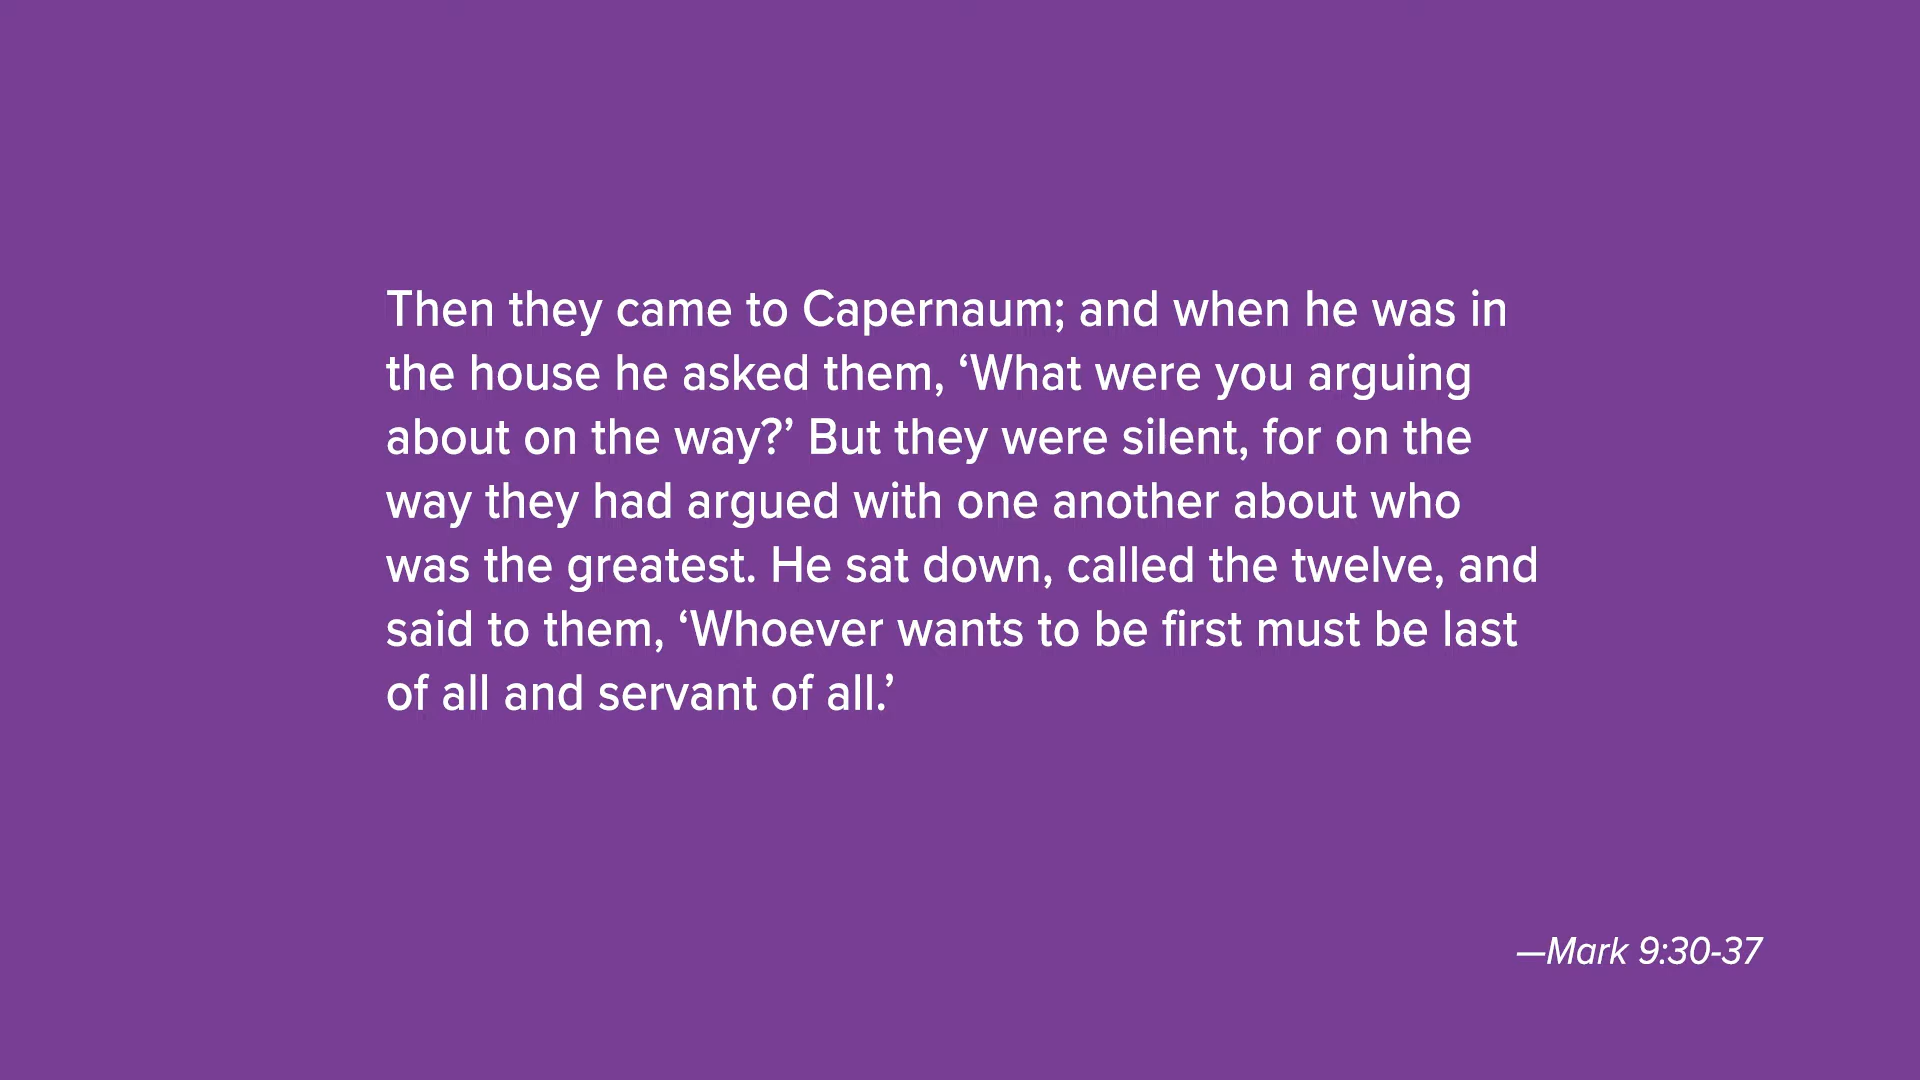 Then they came to Capernaum; and when he was in
the house he asked them, ‘What were you arguing
about on the way?’ But they were silent, for on the
way they had argued with one another about who
was the greatest. He sat down, called the twelve, and
said to them, ‘Whoever wants to be first must be last
of all and servant of all.’
—Mark 9:30-37